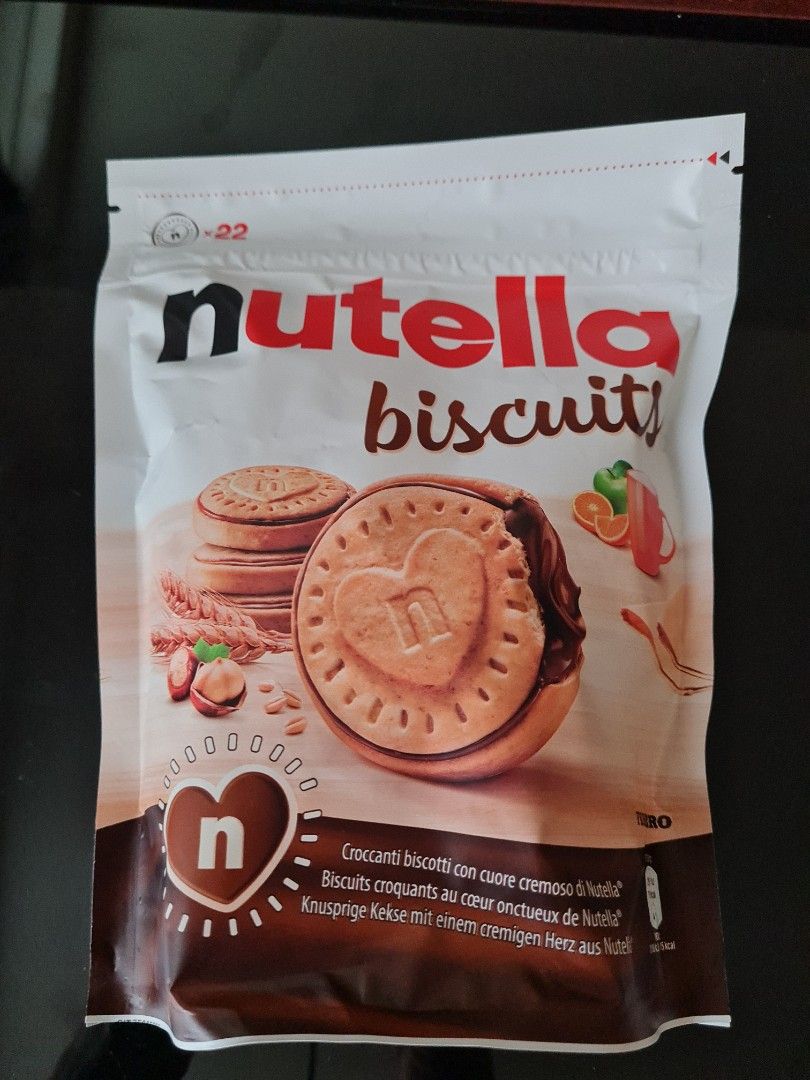 n ×22
nutella
biscuits
n
n
n
FERRERO
Croccanti biscotti con cuore cremoso di Nutella®
Biscuits croquants au cœur onctueux de Nutella®
Knusprige Kekse mit einem cremigen Herz aus Nutella